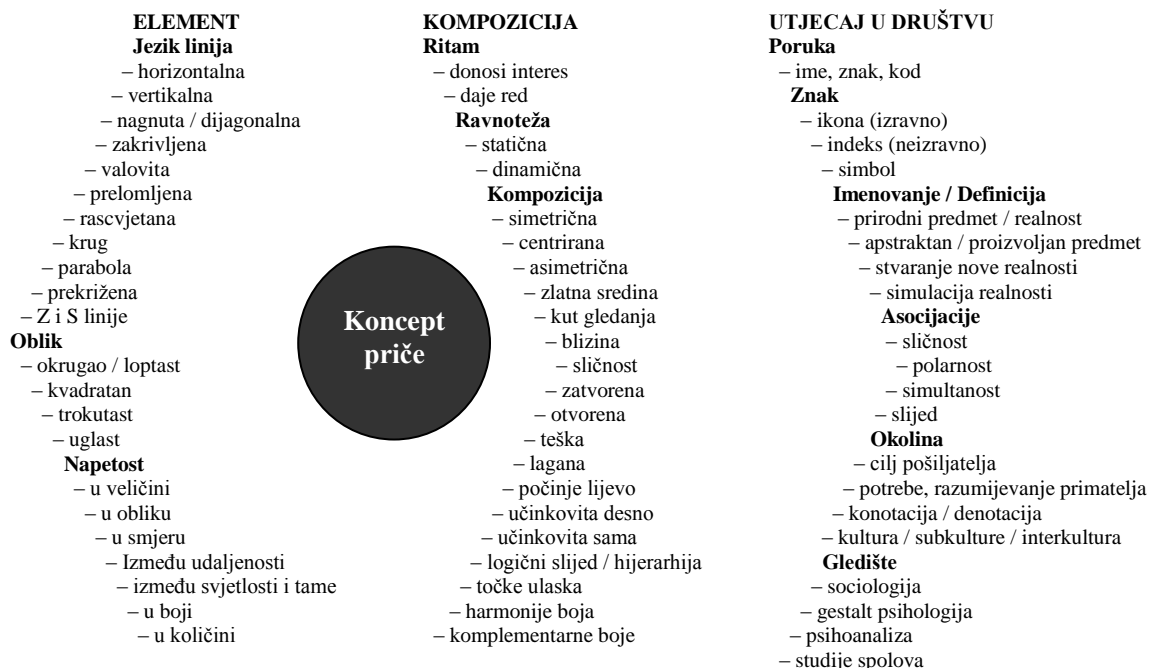 ELEMENT
Jezik linija
– horizontalna
– vertikalna
– nagnuta / dijagonalna
– zakrivljena
– valovita
– prelomljena
– rascvjetana
– krug
– parabola
– prekrižena
– Z i S linije
Oblik
– okrugao / loptast
– kvadratan
– trokutast
– uglast
Napetost
– u veličini
– u obliku
– u smjeru
– Između udaljenosti
– između svjetlosti i tame
– u boji
– u količini
Koncept
priče
KOMPOZICIJA
Ritam
– donosi interes
– daje red
Ravnoteža
– statična
– dinamična
Kompozicija
– simetrična
– centrirana
– asimetrična
– zlatna sredina
– kut gledanja
– blizina
– sličnost
– zatvorena
– otvorena
– teška
– lagana
– počinje lijevo
– učinkovita desno
– učinkovita sama
– logični slijed / hijerarhija
– točke ulaska
– harmonije boja
– komplementarne boje
UTJECAJ U DRUŠTVU
Poruka
– ime, znak, kod
Znak
– ikona (izravno)
– indeks (neizravno)
– simbol
Imenovanje / Definicija
– prirodni predmet / realnost
– apstraktan / proizvoljan predmet
– stvaranje nove realnosti
– simulacija realnosti
Asocijacije
– sličnost
– polarnost
– simultanost
– slijed
Okolina
– cilj pošiljatelja
– potrebe, razumijevanje primatelja
– konotacija / denotacija
– kultura / subkulture / interkultura
Gledište
– sociologija
– gestalt psihologija
– psihoanaliza
– studije spolova